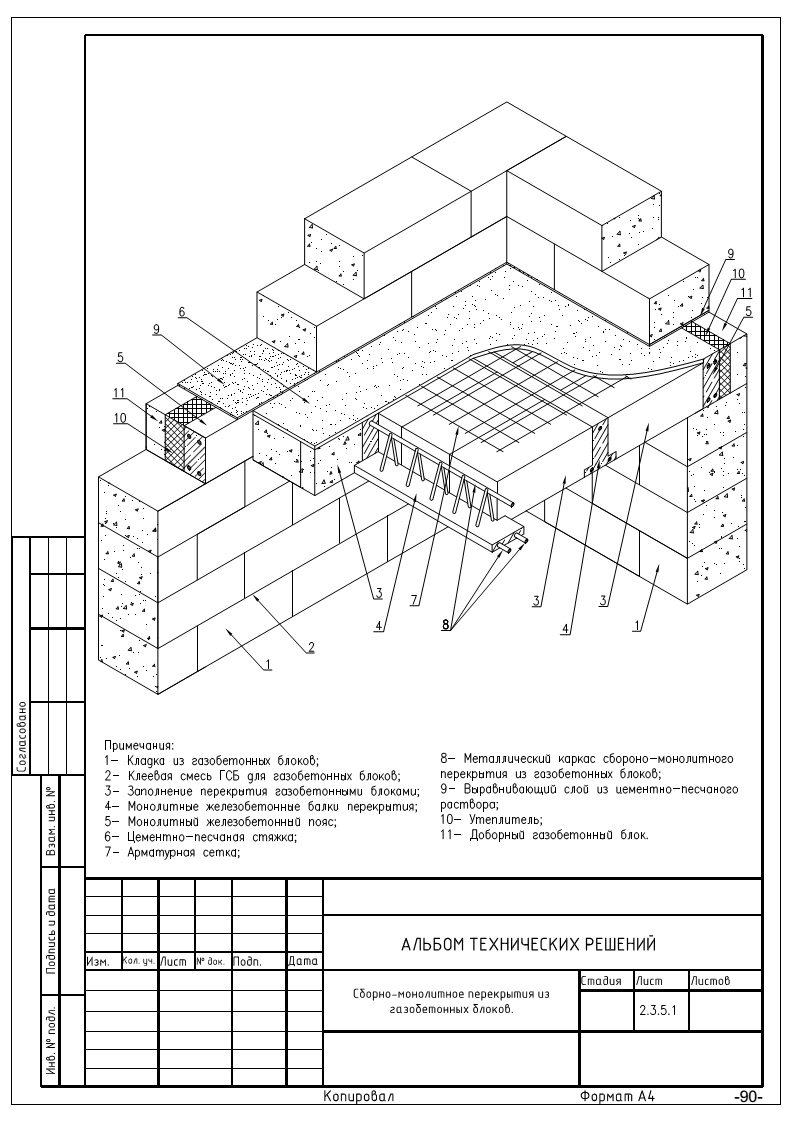 9
10
11
5
6
9
5
11
10
3
4
7
8
3
4
3
1
2
1
Примечания:
1– Кладка из газобетонных блоков;
2– Клеевая смесь ГСБ для газобетонных блоков;
3– Заполнение перекрытия газобетонными блоками;
4– Монолитные железобетонные балки перекрытия;
5– Монолитный железобетонный пояс;
6– Цементно–песчаная стяжка;
7– Арматурная сетка;
8– Металлический каркас сбороно–монолитного
перекрытия из газобетонных блоков;
9– Выравнивающий слой из цементно–песчаного
раствора;
10– Утеплитель;
11– Доборный газобетонный блок.
Согласовано
Взам. инв. №
Подпись и дата
Инв. № подл.
Изм. Кол. уч. Лист № док. Подп. Дата
АЛЬБОМ ТЕХНИЧЕСКИХ РЕШЕНИЙ
Сборно–монолитное перекрытия из
газобетонных блоков.
Стадия Лист Листов
2.3.5.1
Копировал Формат А4 -90-